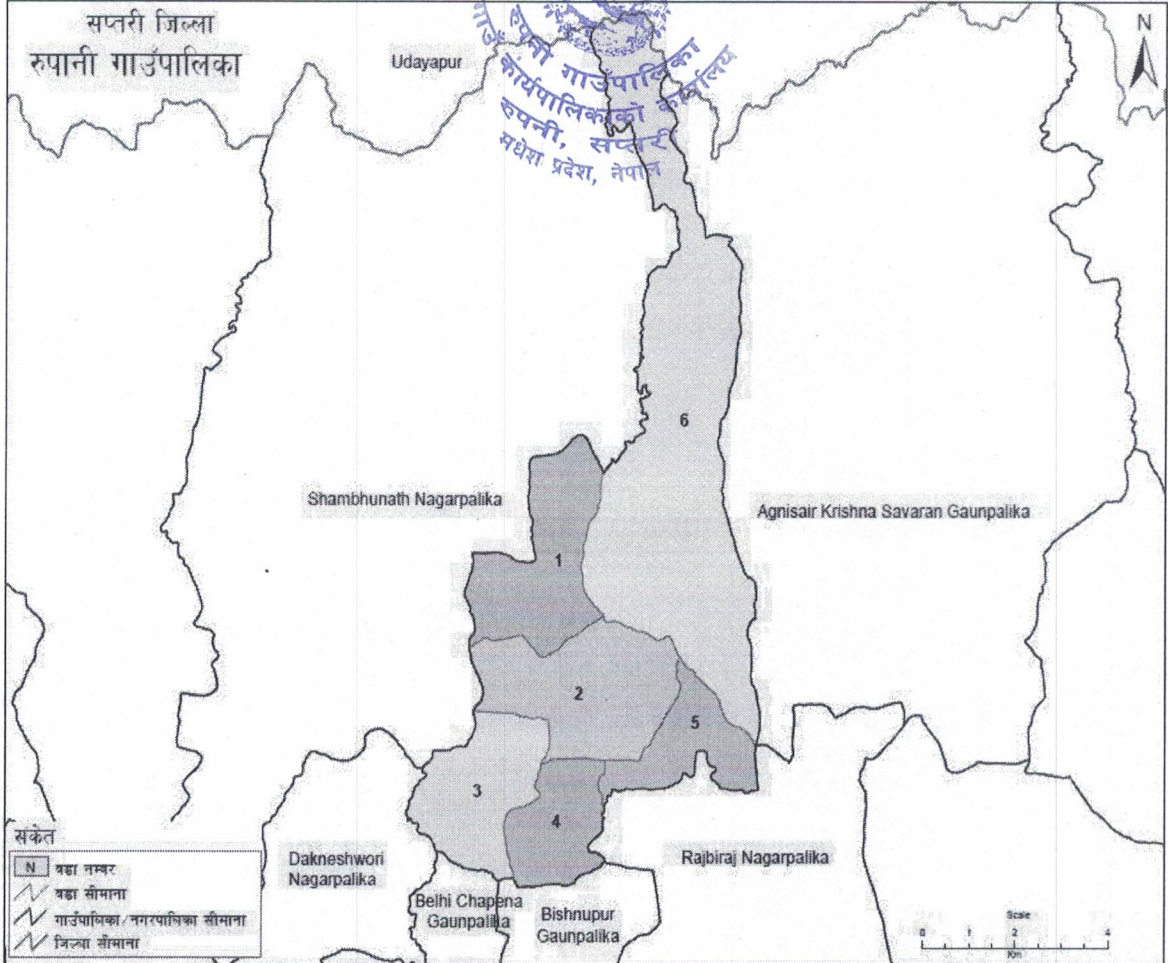 सप्तरी जिल्ला
रुपानी गाउँपालिका
Udayapur
N
रुपनी गाउँपालिका
गाउँ कार्यपालिकाको कार्यालय
रुपनी, सप्तरी
मधेश प्रदेश, नेपाल
6
Shambhunath Nagarpalika
Agnisair Krishna Savaran Gaunpalika
1
2
5
3
4
Dakneshwori
Nagarpalika
Rajbiraj Nagarpalika
Belhi Chapena
Gaunpalika
Bishnupur
Gaunpalika
संकेत
N वडा नम्बर
वडा सीमाना
गाउँपालिका/नगरपालिका सीमाना
जिल्ला सीमाना
Scale
0 1 2 4
Km